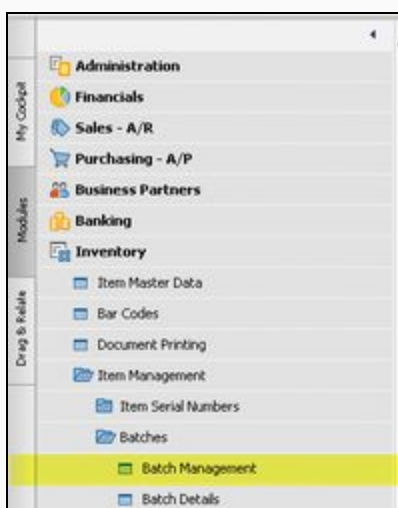 My Cockpit
Modules
Drag & Relate
Administration
Financials
Sales - A/R
Purchasing - A/P
Business Partners
Banking
Inventory
Item Master Data
Bar Codes
Document Printing
Item Management
Item Serial Numbers
Batches
Batch Management
Batch Details